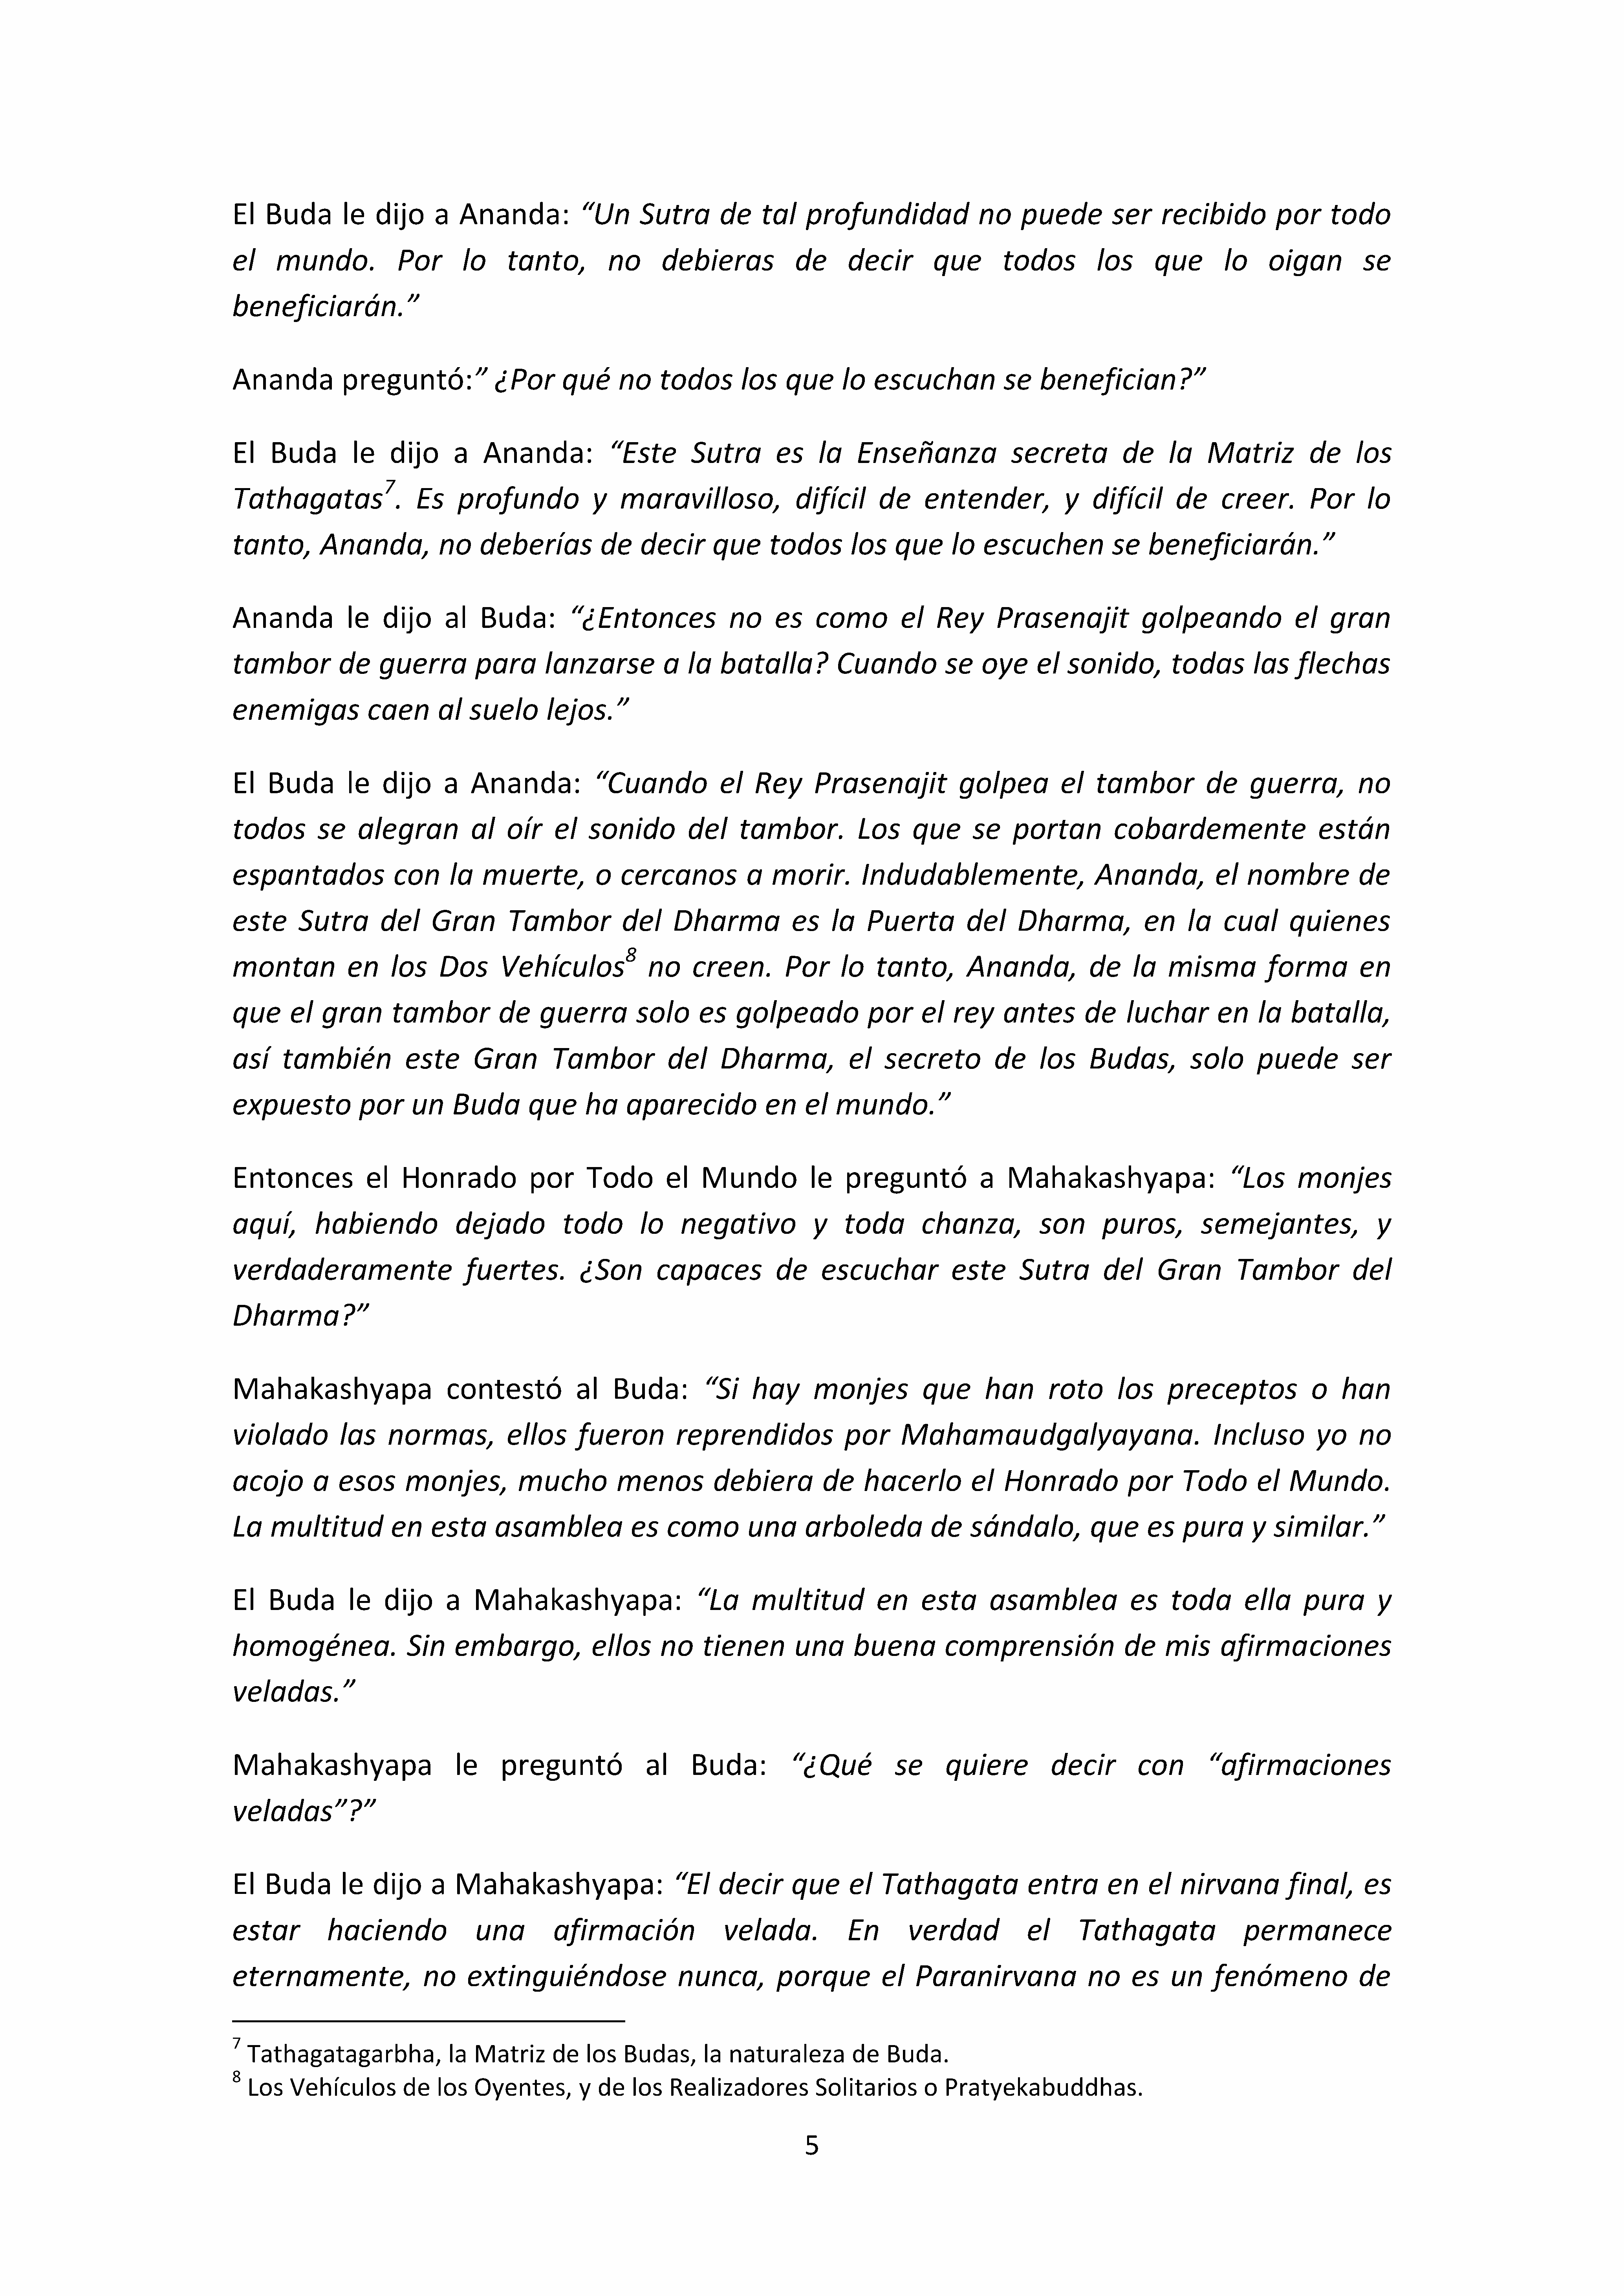 El Buda le dijo a Ananda: “Un Sutra de tal profundidad no puede ser recibido por todo
el mundo. Por lo tanto, no debieras de decir que todos los que lo oigan se
beneficiarán.”
Ananda preguntó:” ¿Por qué no todos los que lo escuchan se benefician?”
El Buda le dijo a Ananda: “Este Sutra es la Enseñanza secreta de la Matriz de los
Tathagatas7. Es profundo y maravilloso, difícil de entender, y difícil de creer. Por lo
tanto, Ananda, no deberías de decir que todos los que lo escuchen se beneficiarán.”
Ananda le dijo al Buda: “¿Entonces no es como el Rey Prasenajit golpeando el gran
tambor de guerra para lanzarse a la batalla? Cuando se oye el sonido, todas las flechas
enemigas caen al suelo lejos.”
El Buda le dijo a Ananda: “Cuando el Rey Prasenajit golpea el tambor de guerra, no
todos se alegran al oír el sonido del tambor. Los que se portan cobardemente están
espantados con la muerte, o cercanos a morir. Indudablemente, Ananda, el nombre de
este Sutra del Gran Tambor del Dharma es la Puerta del Dharma, en la cual quienes
montan en los Dos Vehículos8 no creen. Por lo tanto, Ananda, de la misma forma en
que el gran tambor de guerra solo es golpeado por el rey antes de luchar en la batalla,
así también este Gran Tambor del Dharma, el secreto de los Budas, solo puede ser
expuesto por un Buda que ha aparecido en el mundo.”
Entonces el Honrado por Todo el Mundo le preguntó a Mahakashyapa: “Los monjes
aquí, habiendo dejado todo lo negativo y toda chanza, son puros, semejantes, y
verdaderamente fuertes. ¿Son capaces de escuchar este Sutra del Gran Tambor del
Dharma?”
Mahakashyapa contestó al Buda: “Si hay monjes que han roto los preceptos o han
violado las normas, ellos fueron reprendidos por Mahamaudgalyayana. Incluso yo no
acojo a esos monjes, mucho menos debiera de hacerlo el Honrado por Todo el Mundo.
La multitud en esta asamblea es como una arboleda de sándalo, que es pura y similar.”
El Buda le dijo a Mahakashyapa: “La multitud en esta asamblea es toda ella pura y
homogénea. Sin embargo, ellos no tienen una buena comprensión de mis afirmaciones
veladas.”
Mahakashyapa le preguntó al Buda: “¿Qué se quiere decir con “afirmaciones
veladas”?”
El Buda le dijo a Mahakashyapa: “El decir que el Tathagata entra en el nirvana final, es
estar haciendo una afirmación velada. En verdad el Tathagata permanece
eternamente, no extinguiéndose nunca, porque el Paranirvana no es un fenómeno de
7 Tathagatagarbha, la Matriz de los Budas, la naturaleza de Buda.
8 Los Vehículos de los Oyentes, y de los Realizadores Solitarios o Pratyekabuddhas.
5